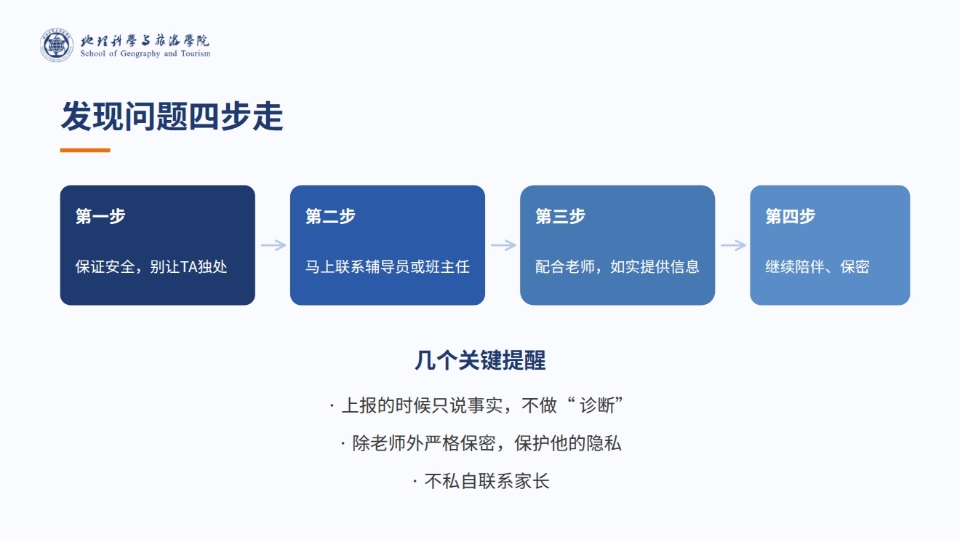 地理科学与旅游学院
School of Geography and Tourism
发现问题四步走
第一步
保证安全，别让TA独处
第二步
马上联系辅导员或班主任
第三步
配合老师，如实提供信息
第四步
继续陪伴、保密
几个关键提醒
· 上报的时候只说事实，不做“诊断”
· 除老师外严格保密，保护他的隐私
· 不私自联系家长